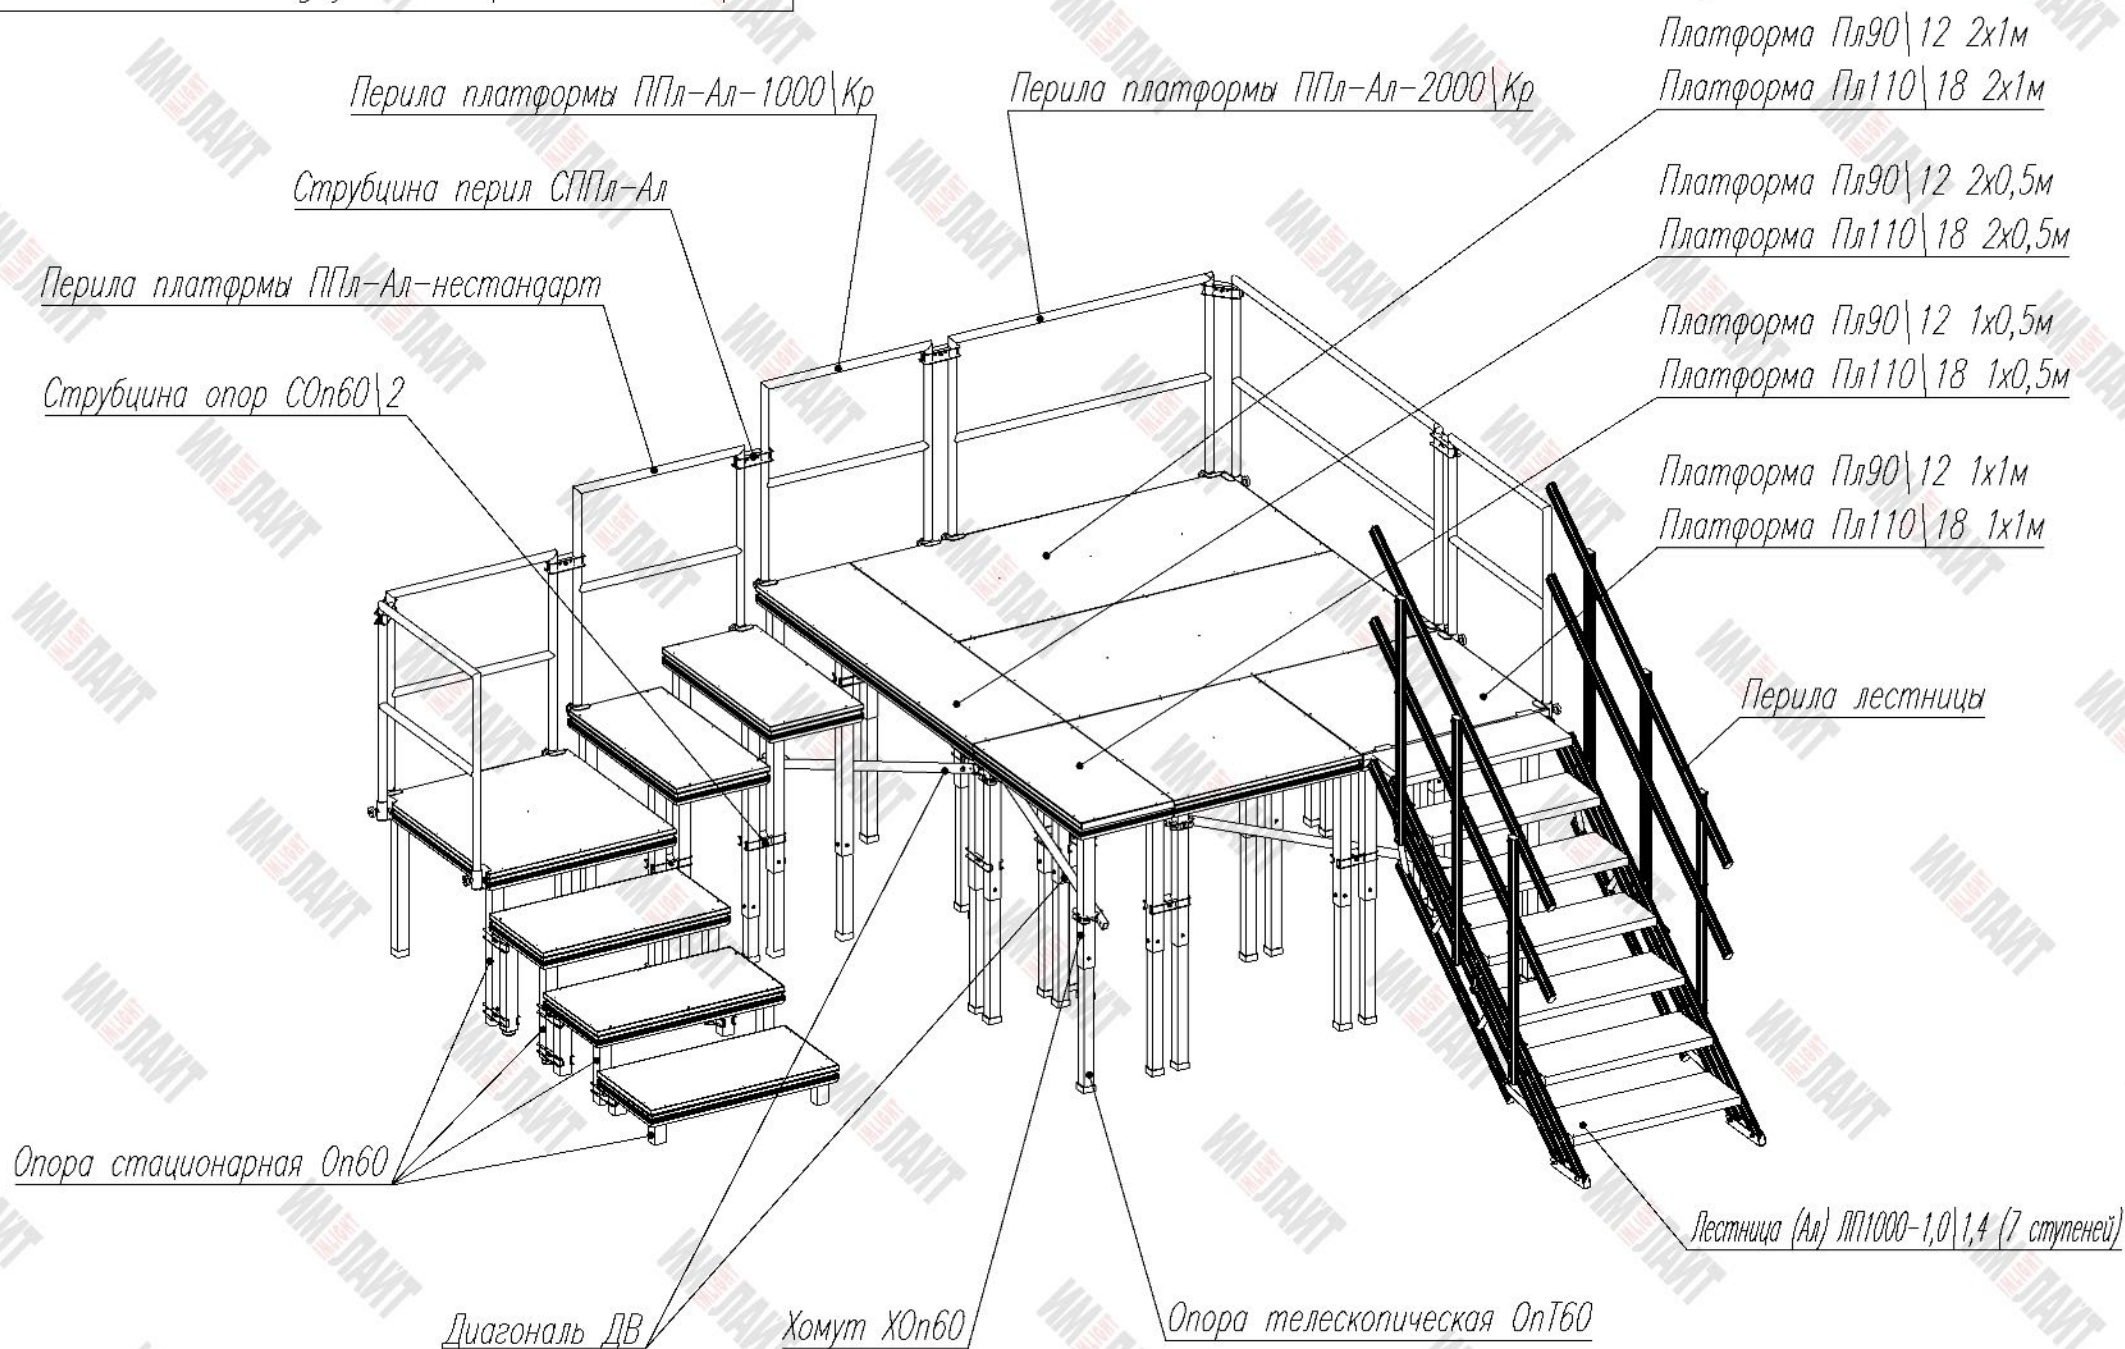 Платформа Пл90\12 2х1м
Перила платформы ППл-Ал-1000\Кр
Перила платформы ППл-Ал-2000\Кр
Платформа Пл110\18 2х1м
Струбцина перил СППл-Ал
Платформа Пл90\12 2х0,5м
Платформа Пл110\18 2х0,5м
Перила платфрмы ППл-Ал-нестандарт
Платформа Пл90\12 1х0,5м
Платформа Пл110\18 1х0,5м
Струбцина опор СОп60\2
Платформа Пл90\12 1х1м
Платформа Пл110\18 1х1м
Перила лестницы
Опора стационарная Оп60
Лестница (Ал) ЛП1000-1,0\1,4 (7 ступеней)
Диагональ ДВ
Хомут ХОп60
Опора телескопическая ОпТ60
ИМЛАЙТ